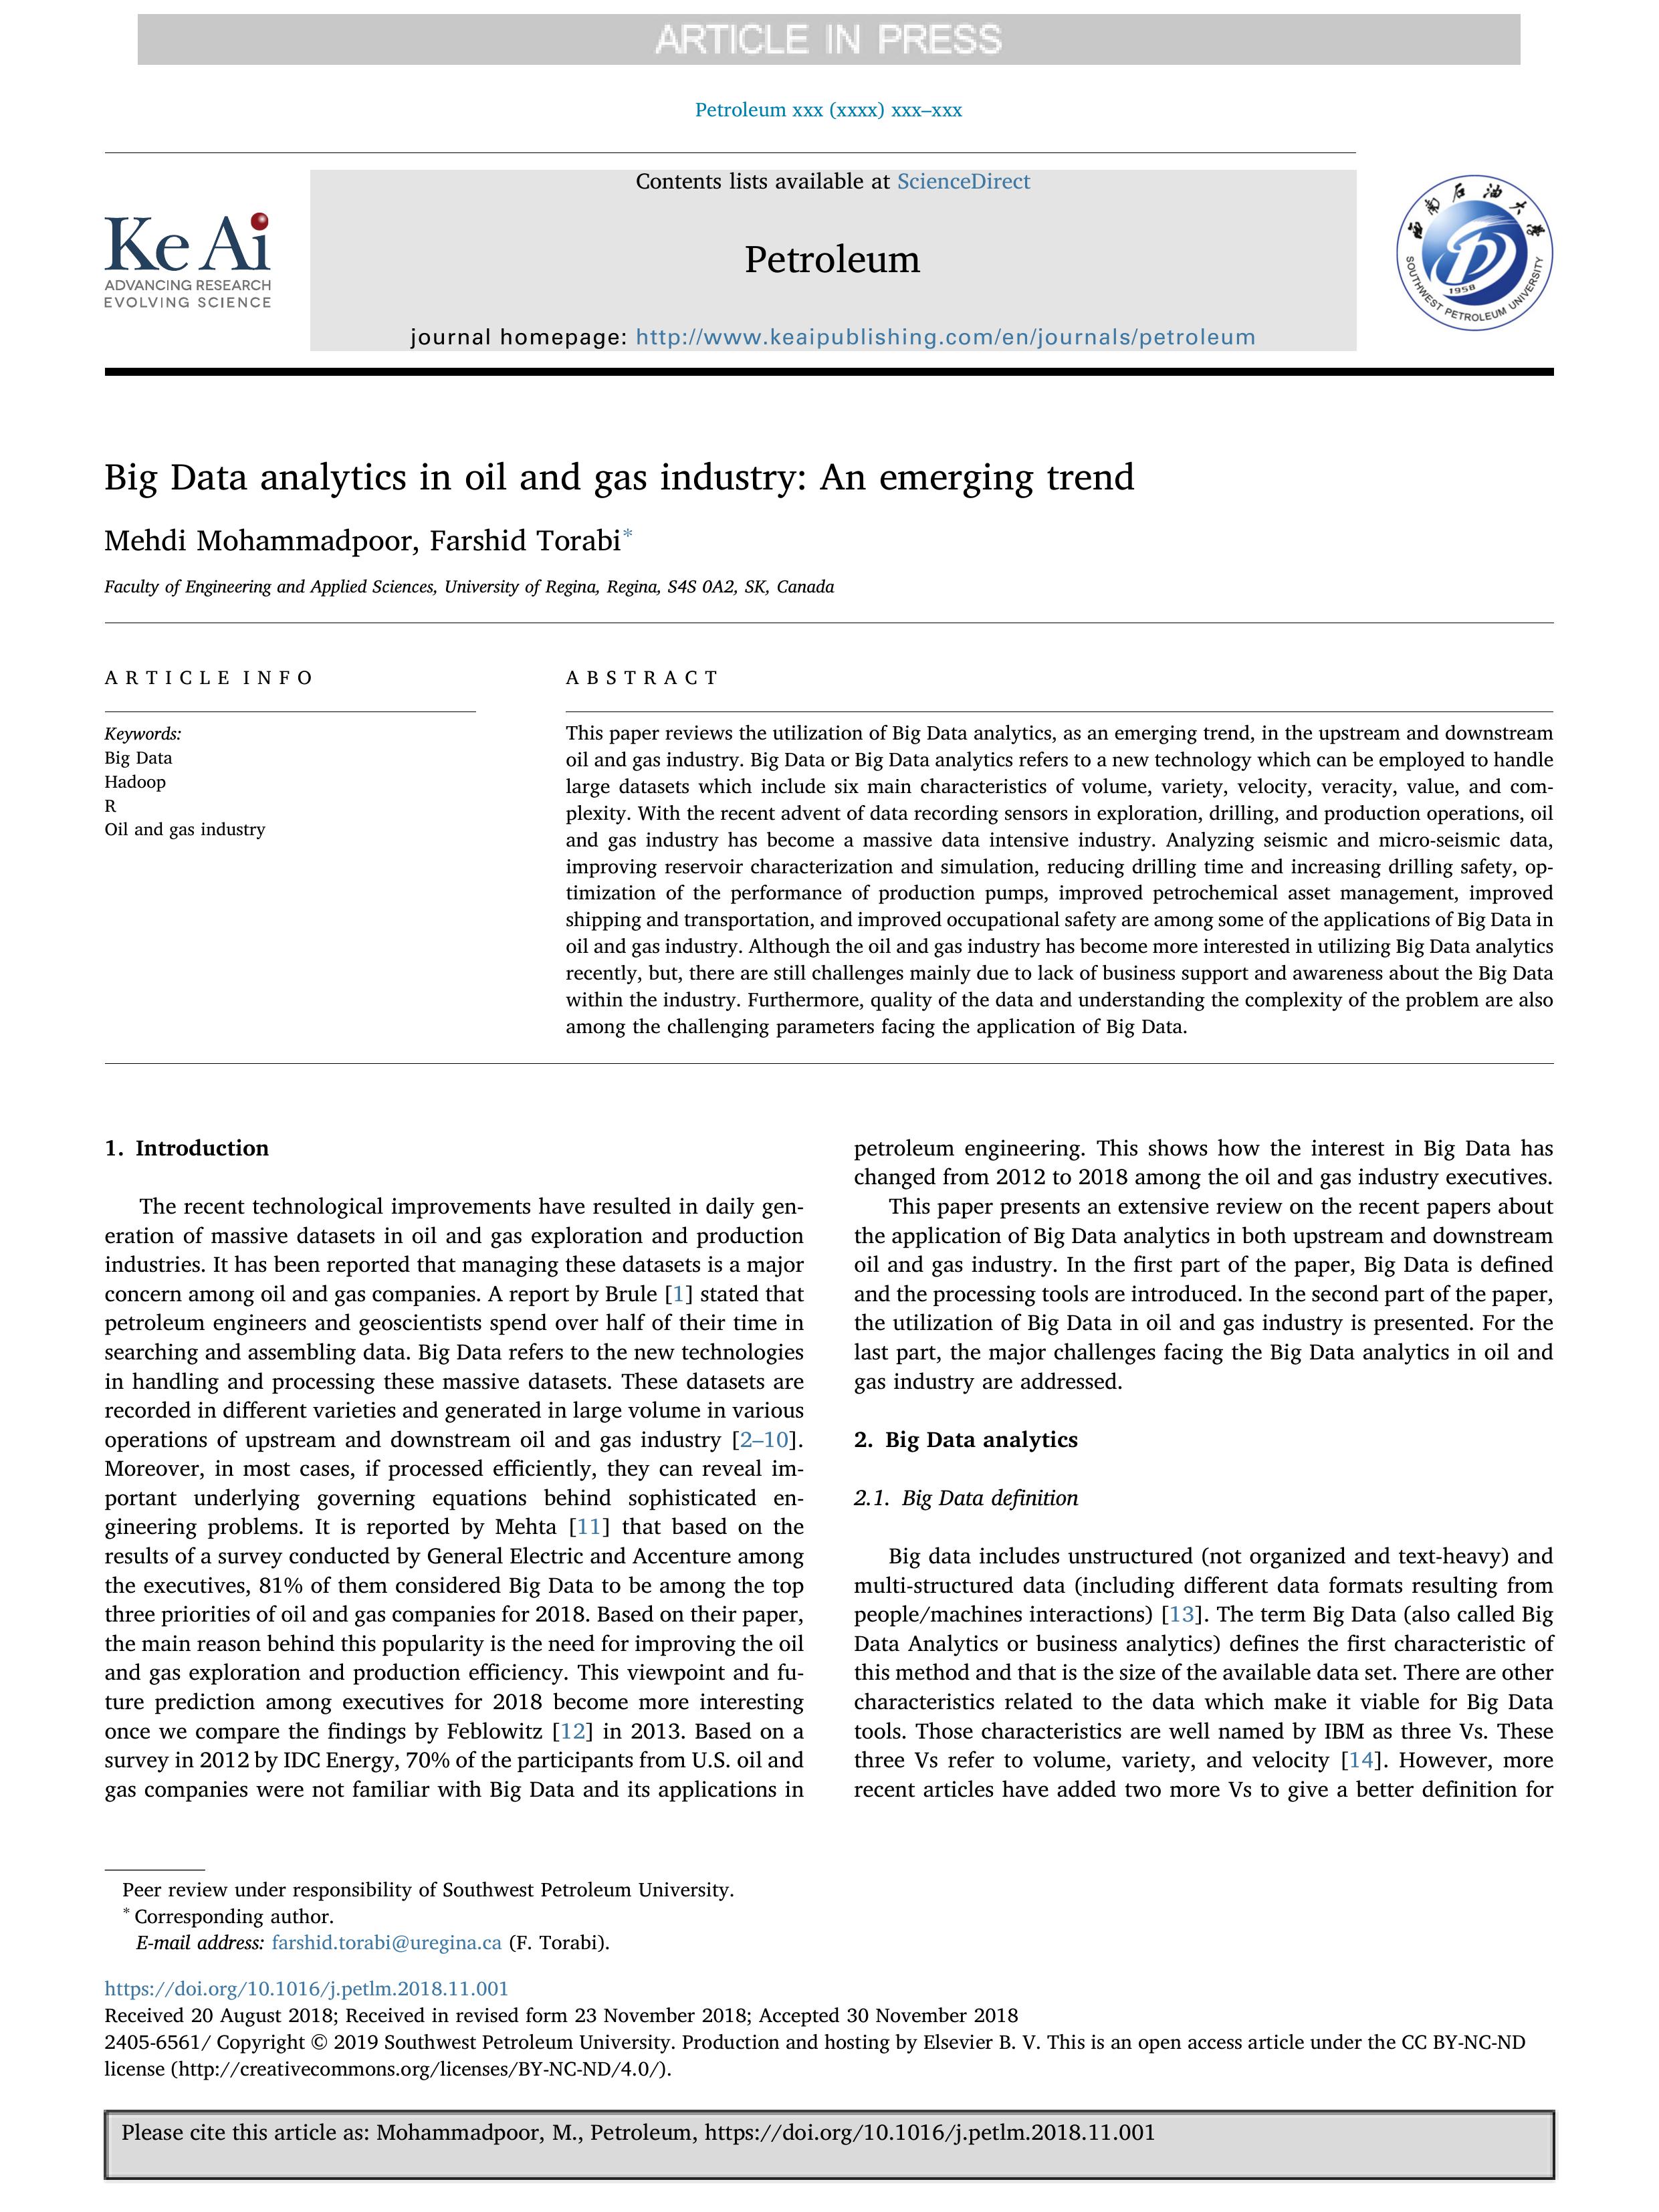 ARTICLE IN PRESS
Petroleum xxx (xxxx) xxx–xxx
Contents lists available at ScienceDirect
Petroleum
journal homepage: http://www.keaipublishing.com/en/journals/petroleum
Ke Ai
ADVANCING RESEARCH
EVOLVING SCIENCE
西南石油大学
1958
SOUTHWEST PETROLEUM UNIVERSITY
Big Data analytics in oil and gas industry: An emerging trend
Mehdi Mohammadpoor, Farshid Torabi*
Faculty of Engineering and Applied Sciences, University of Regina, Regina, S4S 0A2, SK, Canada
ARTICLE INFO
Keywords:
Big Data
Hadoop
R
Oil and gas industry
ABSTRACT
This paper reviews the utilization of Big Data analytics, as an emerging trend, in the upstream and downstream
oil and gas industry. Big Data or Big Data analytics refers to a new technology which can be employed to handle
large datasets which include six main characteristics of volume, variety, velocity, veracity, value, and com-
plexity. With the recent advent of data recording sensors in exploration, drilling, and production operations, oil
and gas industry has become a massive data intensive industry. Analyzing seismic and micro-seismic data,
improving reservoir characterization and simulation, reducing drilling time and increasing drilling safety, op-
timization of the performance of production pumps, improved petrochemical asset management, improved
shipping and transportation, and improved occupational safety are among some of the applications of Big Data in
oil and gas industry. Although the oil and gas industry has become more interested in utilizing Big Data analytics
recently, but, there are still challenges mainly due to lack of business support and awareness about the Big Data
within the industry. Furthermore, quality of the data and understanding the complexity of the problem are also
among the challenging parameters facing the application of Big Data.
1. Introduction
The recent technological improvements have resulted in daily gen-
eration of massive datasets in oil and gas exploration and production
industries. It has been reported that managing these datasets is a major
concern among oil and gas companies. A report by Brule [1] stated that
petroleum engineers and geoscientists spend over half of their time in
searching and assembling data. Big Data refers to the new technologies
in handling and processing these massive datasets. These datasets are
recorded in different varieties and generated in large volume in various
operations of upstream and downstream oil and gas industry [2–10].
Moreover, in most cases, if processed efficiently, they can reveal im-
portant underlying governing equations behind sophisticated en-
gineering problems. It is reported by Mehta [11] that based on the
results of a survey conducted by General Electric and Accenture among
the executives, 81% of them considered Big Data to be among the top
three priorities of oil and gas companies for 2018. Based on their paper,
the main reason behind this popularity is the need for improving the oil
and gas exploration and production efficiency. This viewpoint and fu-
ture prediction among executives for 2018 become more interesting
once we compare the findings by Feblowitz [12] in 2013. Based on a
survey in 2012 by IDC Energy, 70% of the participants from U.S. oil and
gas companies were not familiar with Big Data and its applications in
petroleum engineering. This shows how the interest in Big Data has
changed from 2012 to 2018 among the oil and gas industry executives.
This paper presents an extensive review on the recent papers about
the application of Big Data analytics in both upstream and downstream
oil and gas industry. In the first part of the paper, Big Data is defined
and the processing tools are introduced. In the second part of the paper,
the utilization of Big Data in oil and gas industry is presented. For the
last part, the major challenges facing the Big Data analytics in oil and
gas industry are addressed.
2. Big Data analytics
2.1. Big Data definition
Big data includes unstructured (not organized and text-heavy) and
multi-structured data (including different data formats resulting from
people/machines interactions) [13]. The term Big Data (also called Big
Data Analytics or business analytics) defines the first characteristic of
this method and that is the size of the available data set. There are other
characteristics related to the data which make it viable for Big Data
tools. Those characteristics are well named by IBM as three Vs. These
three Vs refer to volume, variety, and velocity [14]. However, more
recent articles have added two more Vs to give a better definition for
Peer review under responsibility of Southwest Petroleum University.
* Corresponding author.
E-mail address: farshid.torabi@uregina.ca (F. Torabi).
https://doi.org/10.1016/j.petlm.2018.11.001
Received 20 August 2018; Received in revised form 23 November 2018; Accepted 30 November 2018
2405-6561/ Copyright © 2019 Southwest Petroleum University. Production and hosting by Elsevier B. V. This is an open access article under the CC BY-NC-ND
license (http://creativecommons.org/licenses/BY-NC-ND/4.0/).
Please cite this article as: Mohammadpoor, M., Petroleum, https://doi.org/10.1016/j.petlm.2018.11.001